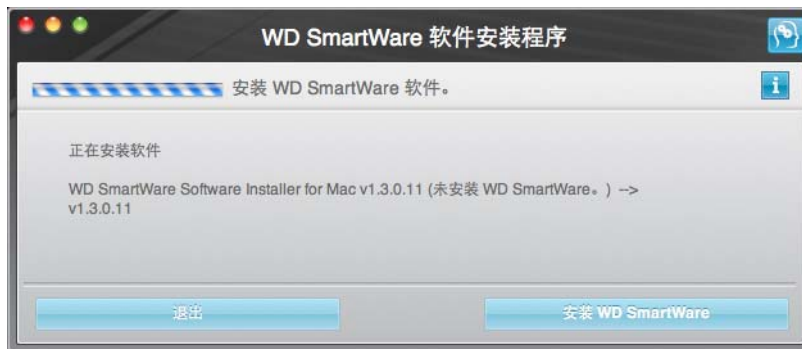 WD SmartWare 软件安装程序
安装 WD SmartWare 软件。
正在安装软件
WD SmartWare Software Installer for Mac v1.3.0.11 (未安装 WD SmartWare。) -->
v1.3.0.11
退出
安装 WD SmartWare